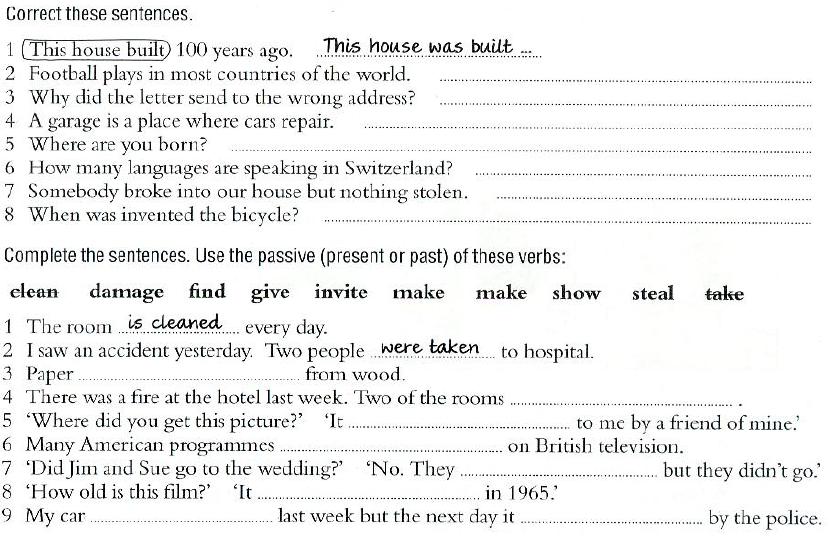 Correct these sentences.
1 This house built 100 years ago. This house was built ...
2 Football plays in most countries of the world.
3 Why did the letter send to the wrong address?
4 A garage is a place where cars repair.
5 Where are you born?
6 How many languages are speaking in Switzerland?
7 Somebody broke into our house but nothing stolen.
8 When was invented the bicycle?
Complete the sentences. Use the passive (present or past) of these verbs:
clean damage find give invite make make show steal take
1 The room is cleaned every day.
2 I saw an accident yesterday. Two people were taken to hospital.
3 Paper .................... from wood.
4 There was a fire at the hotel last week. Two of the rooms .................... .
5 ‘Where did you get this picture?’ ‘It .................... to me by a friend of mine.’
6 Many American programmes .................... on British television.
7 ‘Did Jim and Sue go to the wedding?’ ‘No. They .................... but they didn’t go.’
8 ‘How old is this film?’ ‘It .................... in 1965.’
9 My car .................... last week but the next day it .................... by the police.